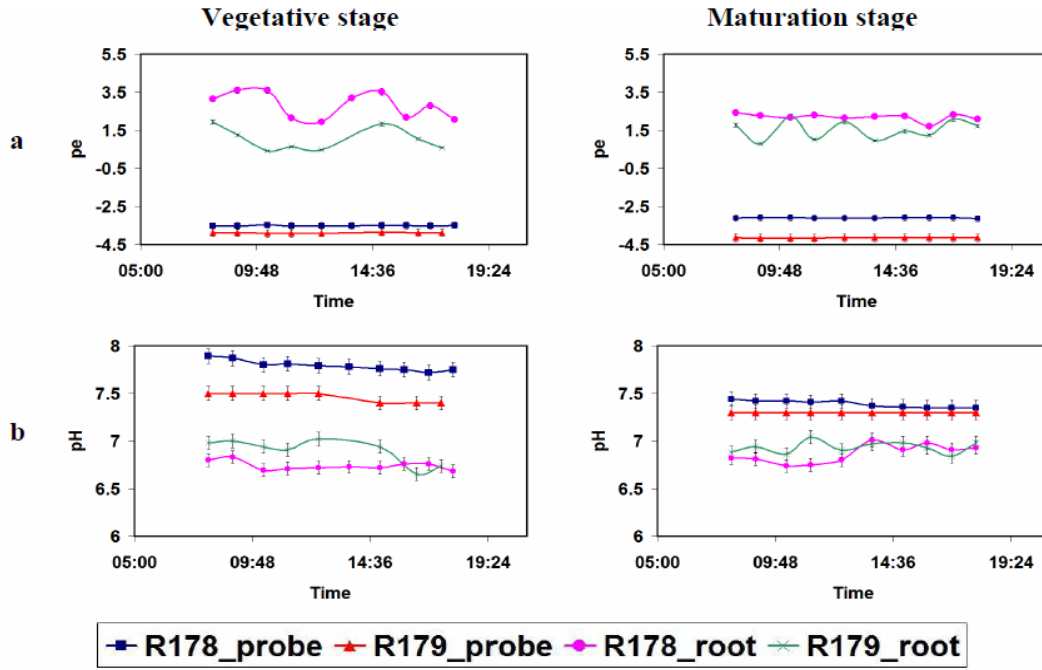 Vegetative stage Maturation stage
a
5.5
3.5
1.5
-0.5
-2.5
-4.5
pe
05:00 09:48 14:36 19:24
Time
5.5
3.5
1.5
-0.5
-2.5
-4.5
pe
05:00 09:48 14:36 19:24
Time
b
8
7.5
7
6.5
6
pH
05:00 09:48 14:36 19:24
Time
8
7.5
7
6.5
6
pH
05:00 09:48 14:36 19:24
Time
R178_probe R179_probe R178_root R179_root